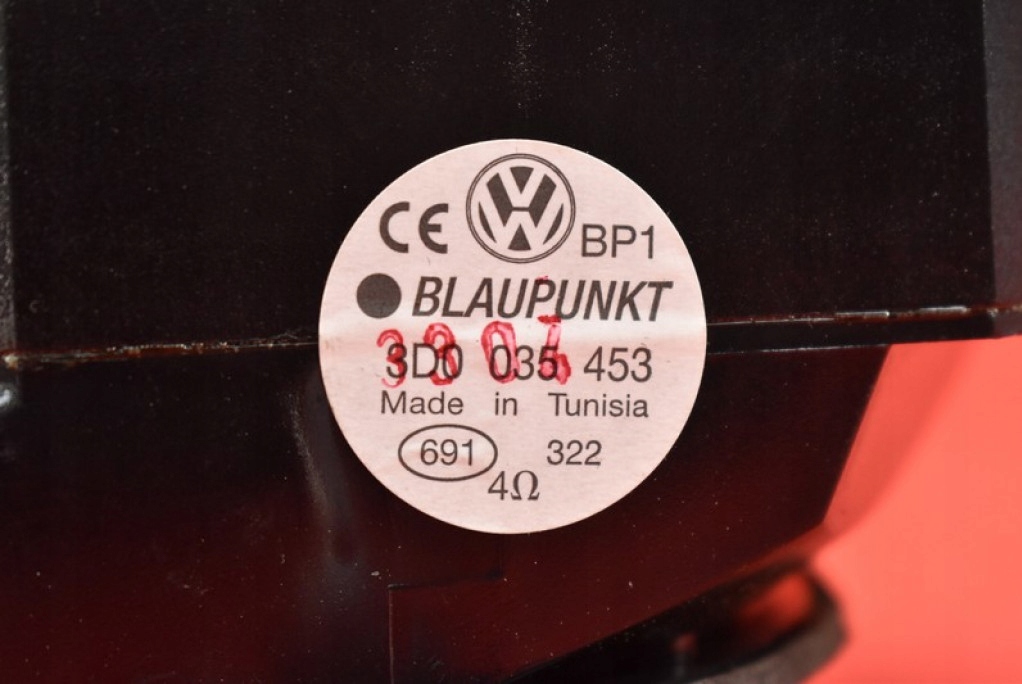 CE BP1
BLAUPUNKT
3D0 035 453
Made in Tunisia
691 322
4Ω